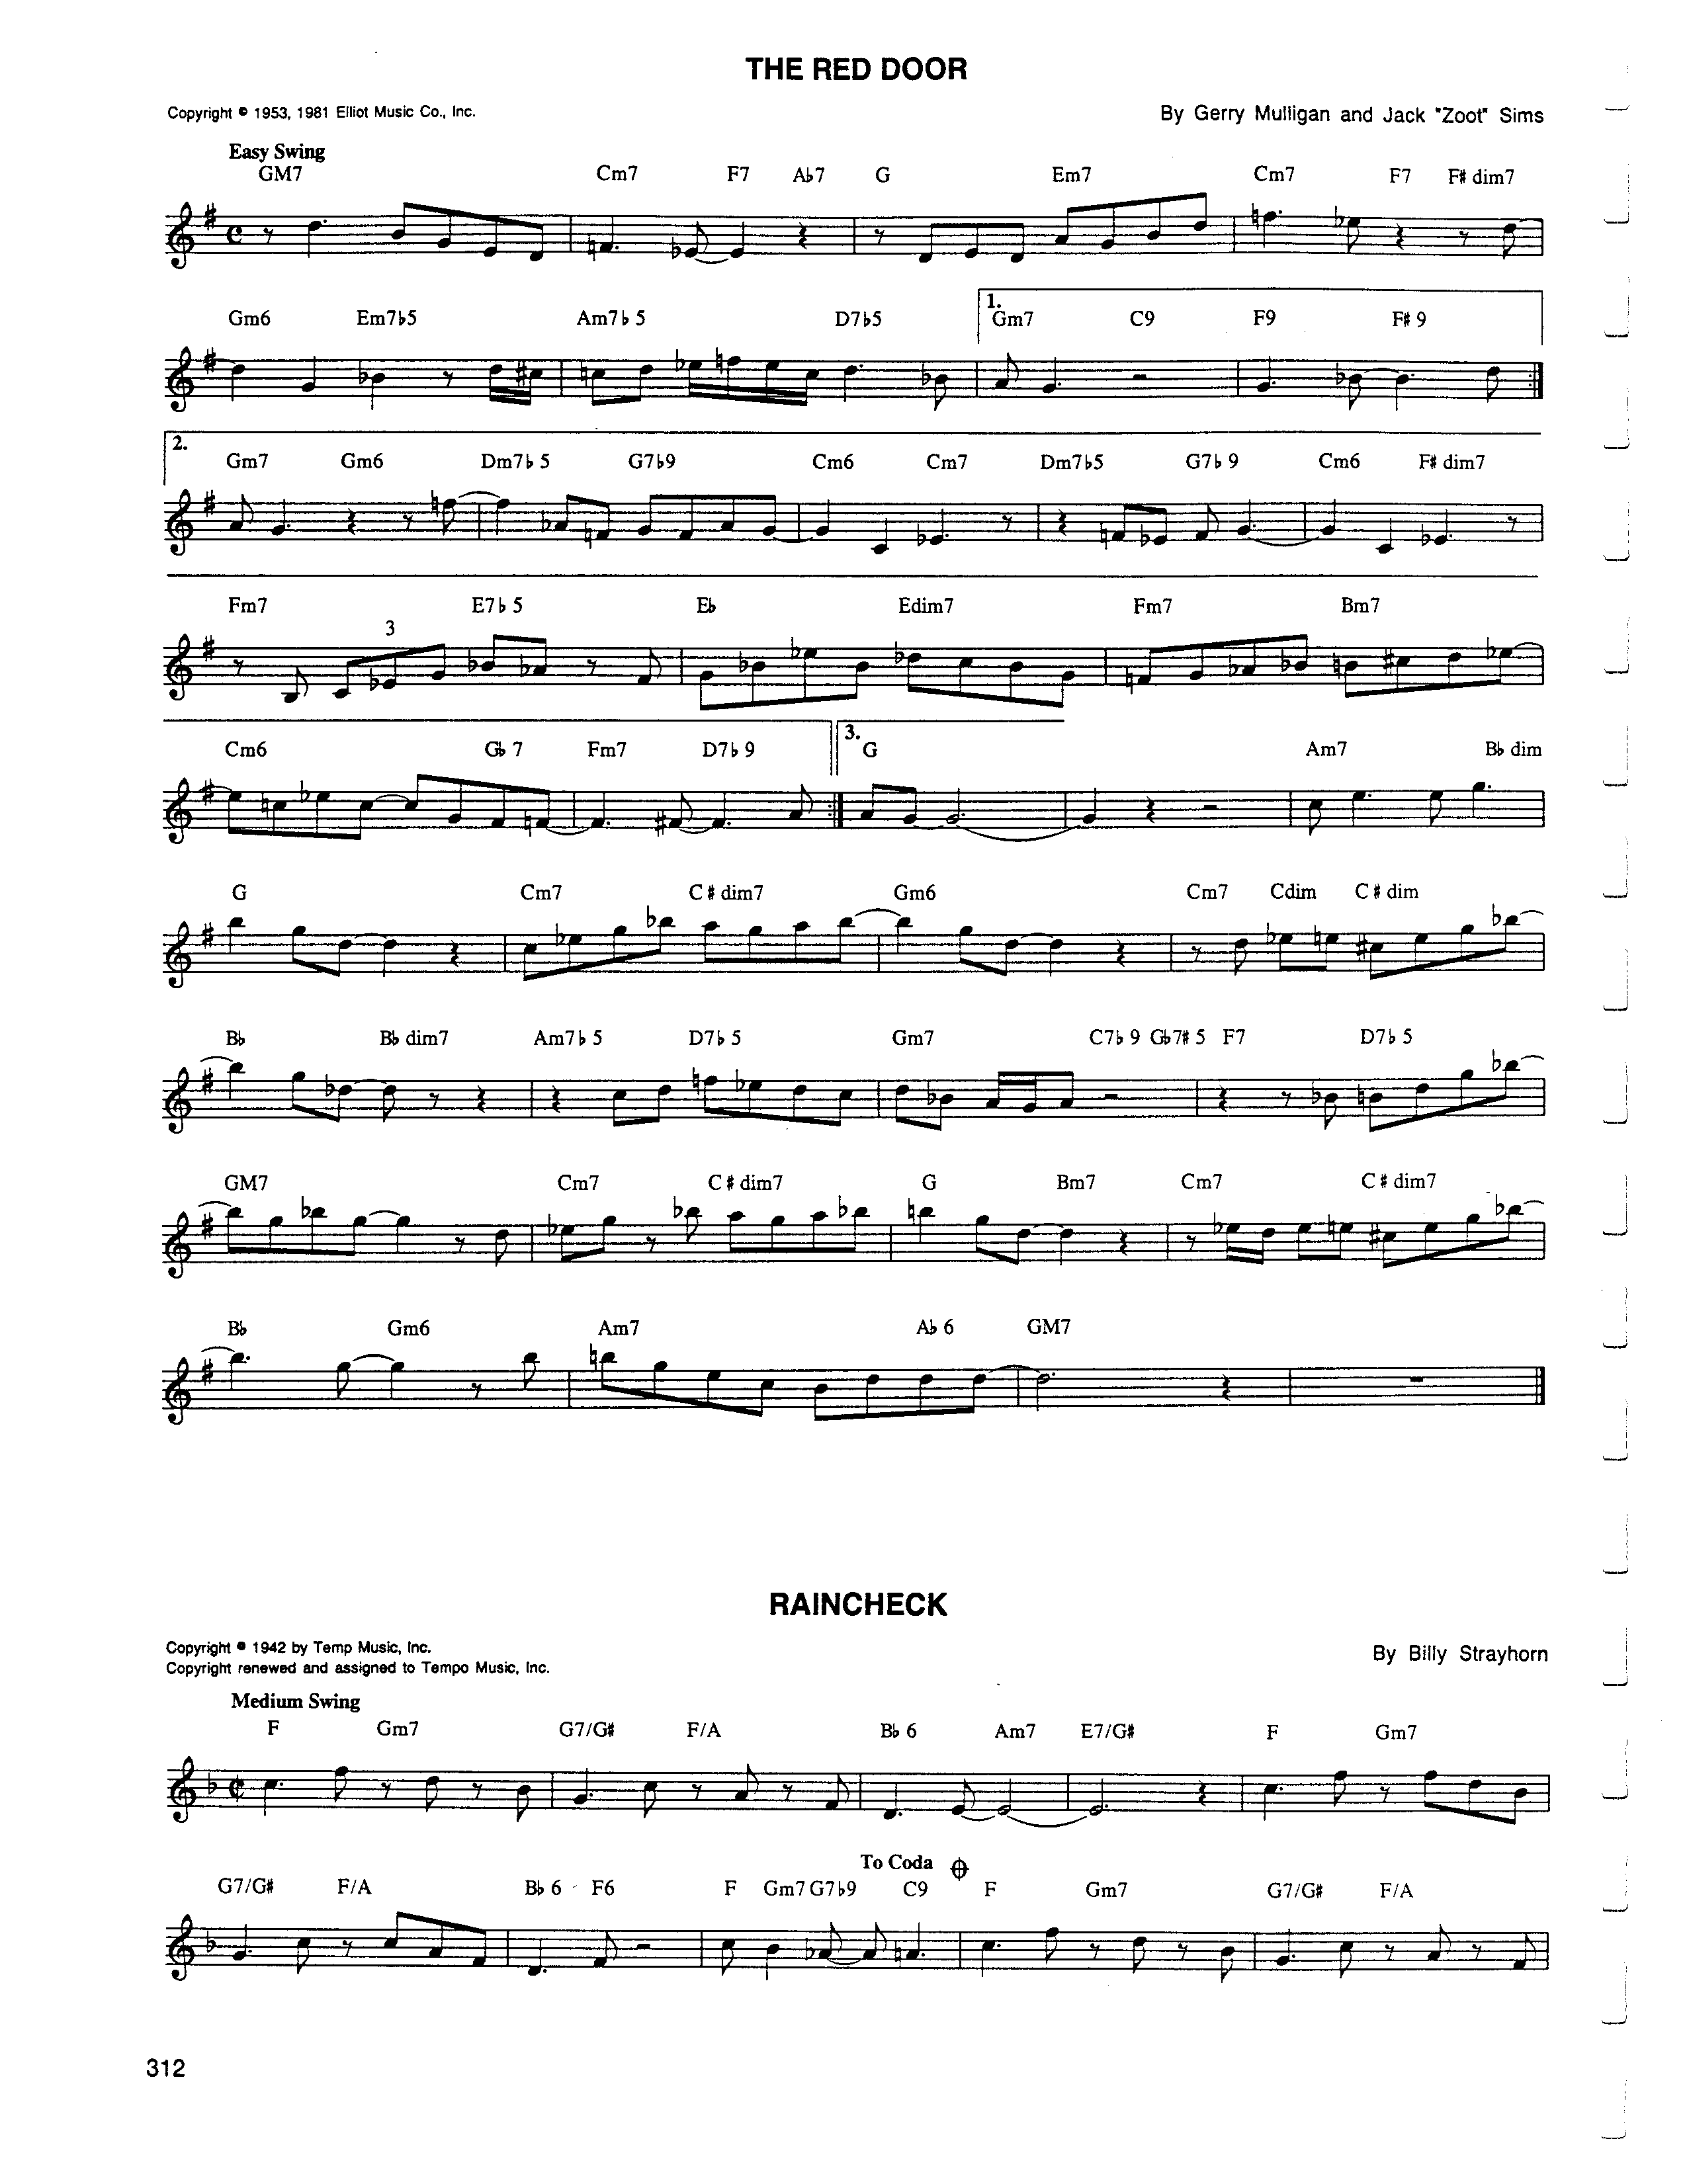 THE RED DOOR
Copyright © 1953, 1981 Elliot Music Co., Inc.
By Gerry Mulligan and Jack "Zoot" Sims
Easy Swing
GM7 Cm7 F7 A♭7 G Em7 Cm7 F7 F# dim7
1.
Gm6 Em7♭5 Am7♭ 5 D7♭5 Gm7 C9 F9 F# 9
2.
Gm7 Gm6 Dm7♭ 5 G7♭9 Cm6 Cm7 Dm7♭5 G7♭ 9 Cm6 F# dim7
Fm7 E7♭ 5 E♭ Edim7 Fm7 Bm7
3
3.
Cm6 G♭ 7 Fm7 D7♭ 9 G Am7 B♭ dim
G Cm7 C # dim7 Gm6 Cm7 Cdim C # dim
B♭ B♭ dim7 Am7♭ 5 D7♭ 5 Gm7 C7♭ 9 G♭7# 5 F7 D7♭ 5
GM7 Cm7 C # dim7 G Bm7 Cm7 C # dim7
B♭ Gm6 Am7 A♭ 6 GM7
RAINCHECK
Copyright © 1942 by Temp Music, Inc.
Copyright renewed and assigned to Tempo Music, Inc.
By Billy Strayhorn
Medium Swing
F Gm7 G7/G# F/A B♭ 6 Am7 E7/G# F Gm7
To Coda
G7/G# F/A B♭ 6 F6 F Gm7 G7♭9 C9 F Gm7 G7/G# F/A
312